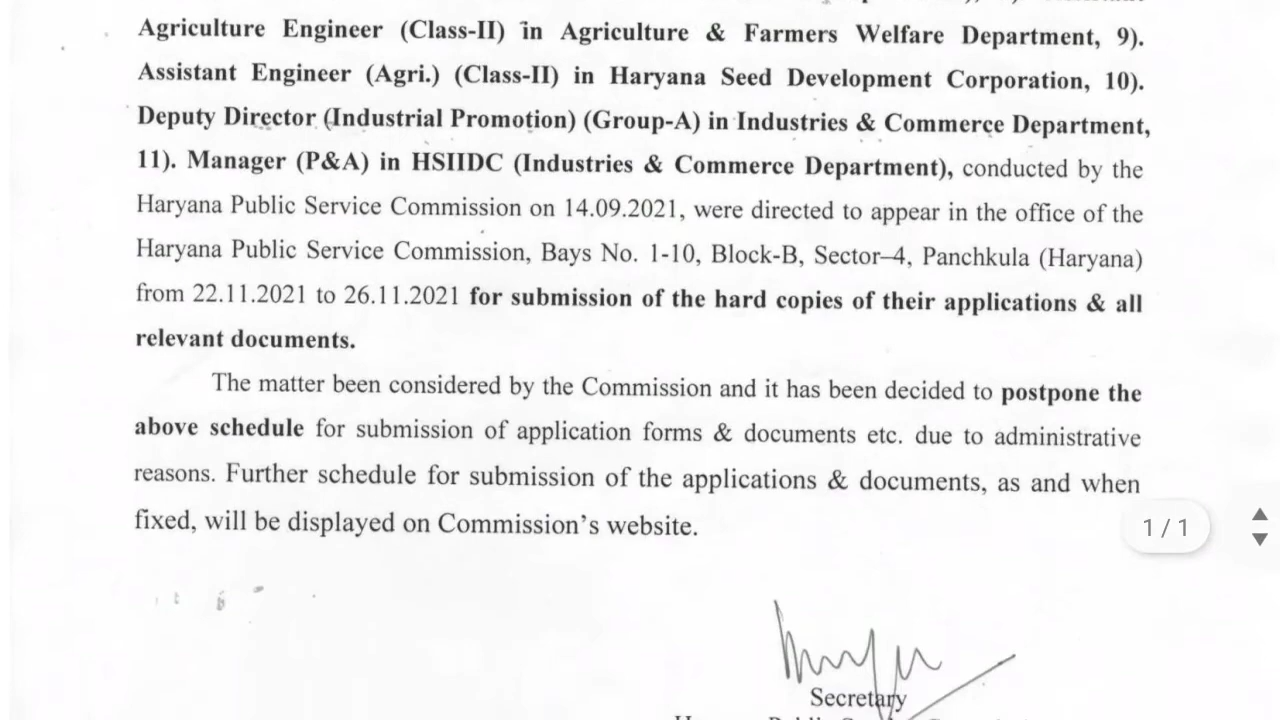 Agriculture Engineer (Class-II) in Agriculture & Farmers Welfare Department, 9).
Assistant Engineer (Agri.) (Class-II) in Haryana Seed Development Corporation, 10).
Deputy Director (Industrial Promotion) (Group-A) in Industries & Commerce Department,
11). Manager (P&A) in HSIIDC (Industries & Commerce Department), conducted by the
Haryana Public Service Commission on 14.09.2021, were directed to appear in the office of the
Haryana Public Service Commission, Bays No. 1-10, Block-B, Sector–4, Panchkula (Haryana)
from 22.11.2021 to 26.11.2021 for submission of the hard copies of their applications & all
relevant documents.
The matter been considered by the Commission and it has been decided to postpone the
above schedule for submission of application forms & documents etc. due to administrative
reasons. Further schedule for submission of the applications & documents, as and when
fixed, will be displayed on Commission's website.
1 / 1
Secretary